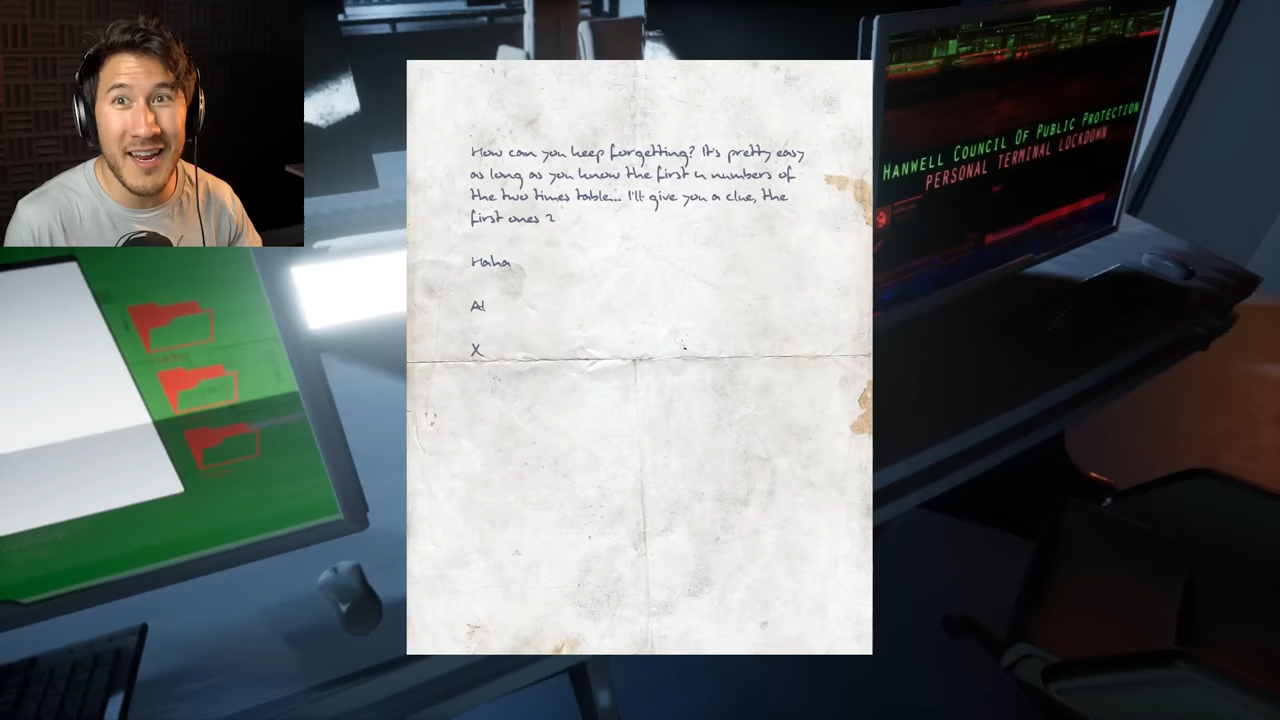 How can you keep forgetting? It's pretty easy
as long as you know the first 4 numbers of
the two times table... I'll give you a clue, the
first ones 2
Haha
Al
X
HANWELL COUNCIL OF PUBLIC PROTECTION
PERSONAL TERMINAL LOCKDOWN